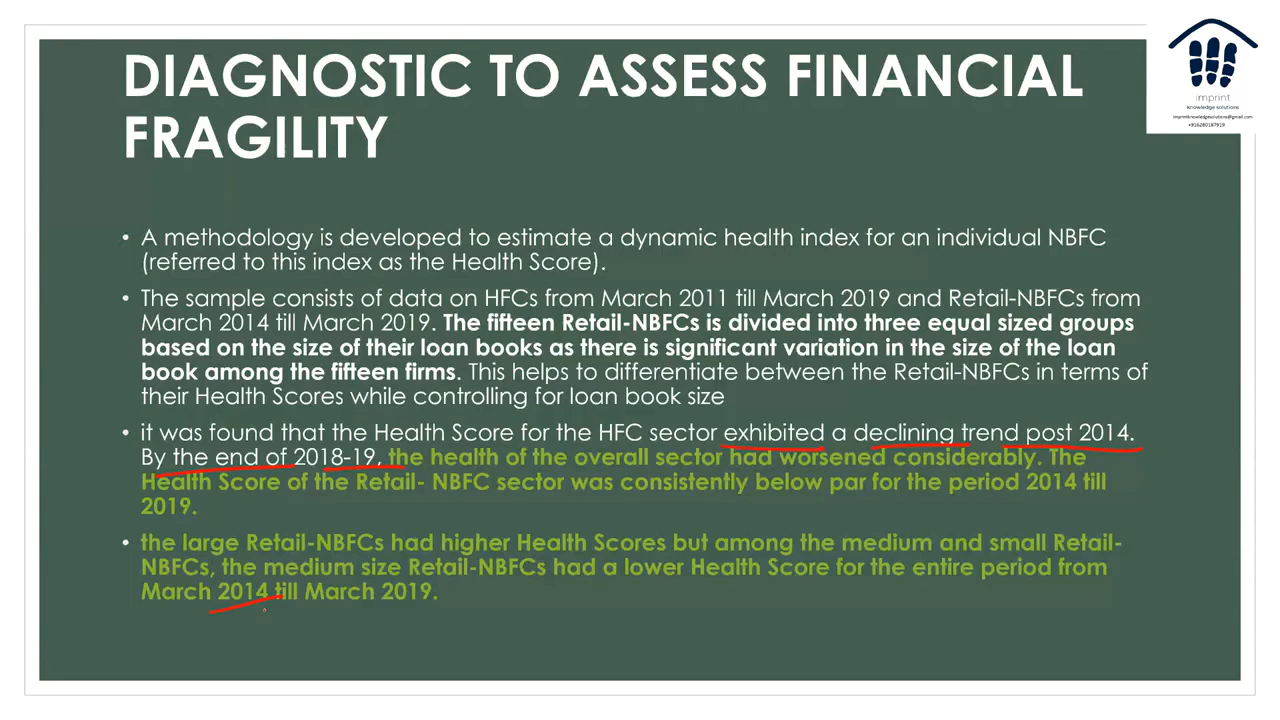 DIAGNOSTIC TO ASSESS FINANCIAL
FRAGILITY
imprint
knowledge solutions
imprintknowledgesolutions@gmail.com
+916280187919
• A methodology is developed to estimate a dynamic health index for an individual NBFC
(referred to this index as the Health Score).
• The sample consists of data on HFCs from March 2011 till March 2019 and Retail-NBFCs from
March 2014 till March 2019. The fifteen Retail-NBFCs is divided into three equal sized groups
based on the size of their loan books as there is significant variation in the size of the loan
book among the fifteen firms. This helps to differentiate between the Retail-NBFCs in terms of
their Health Scores while controlling for loan book size
• it was found that the Health Score for the HFC sector exhibited a declining trend post 2014.
By the end of 2018-19, the health of the overall sector had worsened considerably. The
Health Score of the Retail- NBFC sector was consistently below par for the period 2014 till
2019.
• the large Retail-NBFCs had higher Health Scores but among the medium and small Retail-
NBFCs, the medium size Retail-NBFCs had a lower Health Score for the entire period from
March 2014 till March 2019.